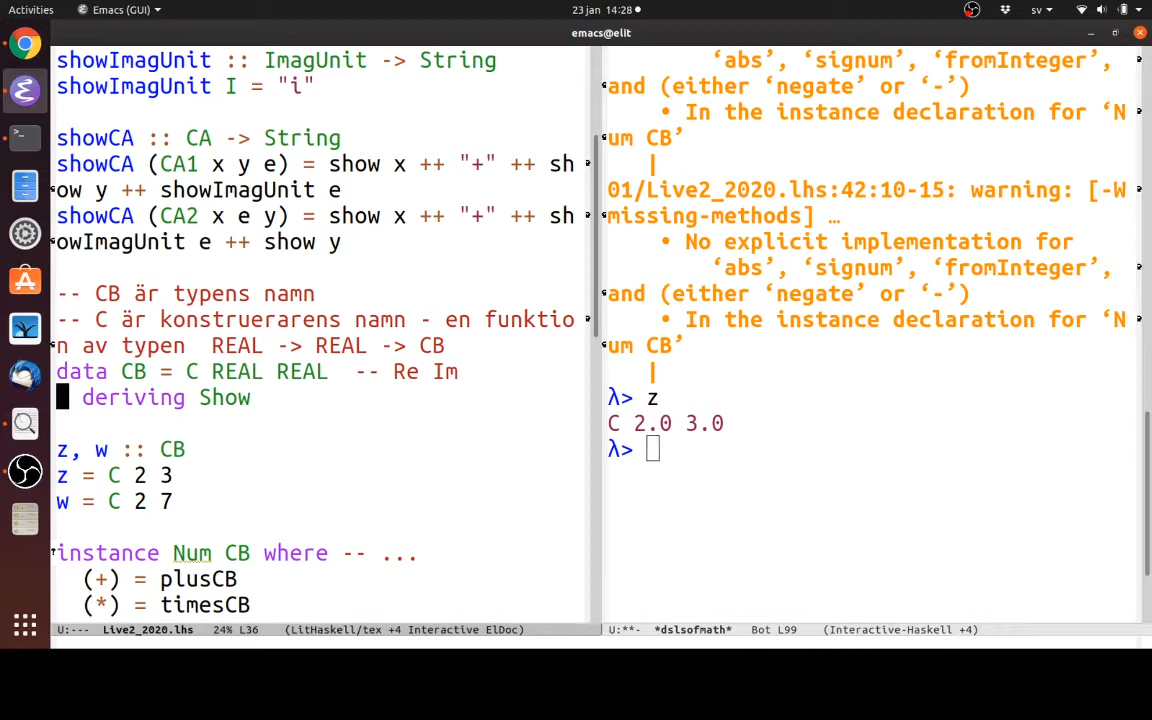 Activities
Emacs (GUI)
23 jan 14:28
sv
emacs@elit
showImagUnit :: ImagUnit -> String
showImagUnit I = "i"
showCA :: CA -> String
showCA (CA1 x y e) = show x ++ "+" ++ sh
ow y ++ showImagUnit e
showCA (CA2 x e y) = show x ++ "+" ++ sh
owImagUnit e ++ show y
-- CB är typens namn
-- C är konstruerarens namn - en funktio
n av typen  REAL -> REAL -> CB
data CB = C REAL REAL  -- Re Im
deriving Show
z, w :: CB
z = C 2 3
w = C 2 7
instance Num CB where -- ...
(+) = plusCB
(*) = timesCB
U:---  Live2_2020.lhs   24% L36    (LitHaskell/tex +4 Interactive ElDoc)
‘abs’, ‘signum’, ‘fromInteger’,
and (either ‘negate’ or ‘-’)
• In the instance declaration for ‘N
um CB’
|
01/Live2_2020.lhs:42:10-15: warning: [-W
missing-methods] …
• No explicit implementation for
‘abs’, ‘signum’, ‘fromInteger’,
and (either ‘negate’ or ‘-’)
• In the instance declaration for ‘N
um CB’
|
λ> z
C 2.0 3.0
λ>
U:**-  *dslsofmath*   Bot L99    (Interactive-Haskell +4)